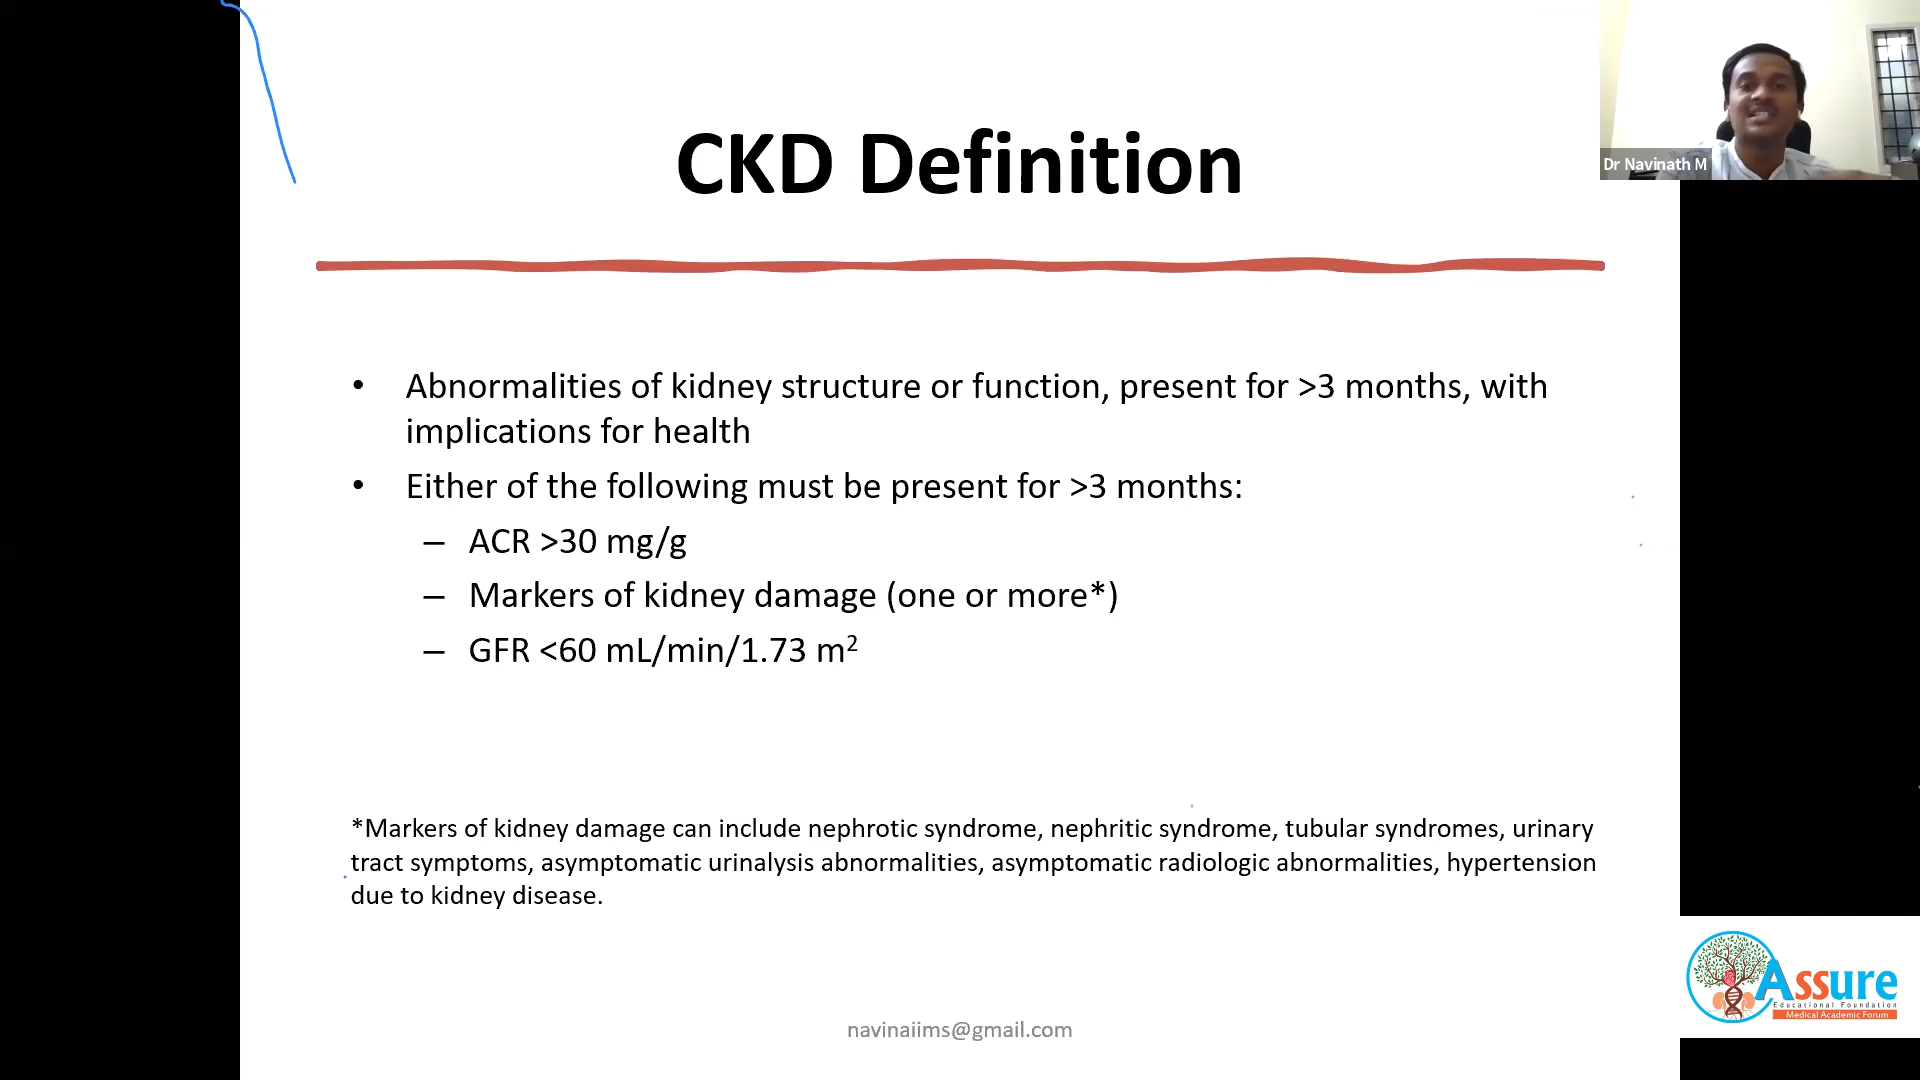 CKD Definition
Dr Navinath M
• Abnormalities of kidney structure or function, present for >3 months, with
implications for health
• Either of the following must be present for >3 months:
– ACR >30 mg/g
– Markers of kidney damage (one or more*)
– GFR <60 mL/min/1.73 m²
*Markers of kidney damage can include nephrotic syndrome, nephritic syndrome, tubular syndromes, urinary
tract symptoms, asymptomatic urinalysis abnormalities, asymptomatic radiologic abnormalities, hypertension
due to kidney disease.
Assure
Educational Foundation
Medical Academic Forum
navinaiims@gmail.com